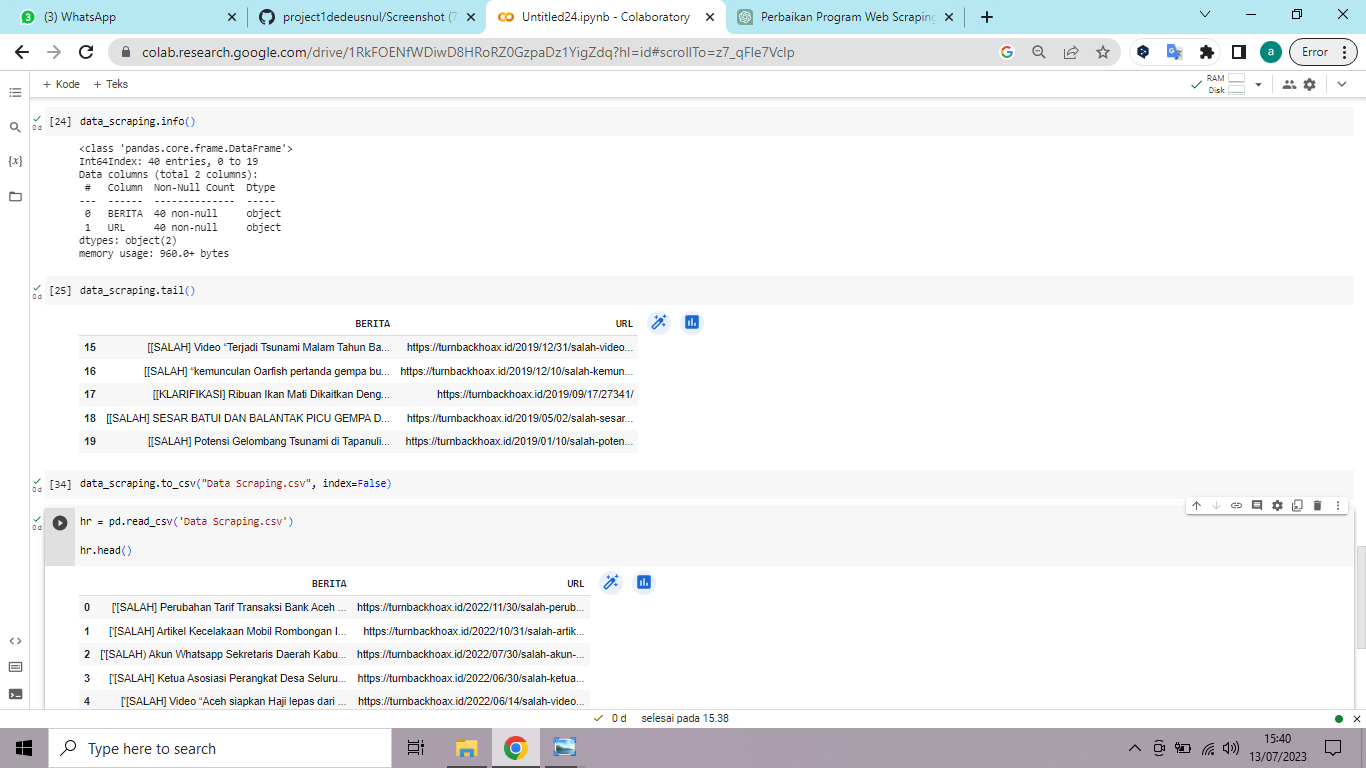 3 (3) WhatsApp
project1dedeusnul/Screenshot (7
Untitled24.ipynb - Colaboratory
Perbaikan Program Web Scraping
colab.research.google.com/drive/1RkFOENfWDiwD8HRoRZ0GzpaDz1YigZdq?hl=id#scrollTo=z7_qFIe7Vclp
a
Error
+ Kode + Teks
RAM
Disk
{x}
0 d
[24] data_scraping.info()
<class 'pandas.core.frame.DataFrame'>
Int64Index: 40 entries, 0 to 19
Data columns (total 2 columns):
# Column Non-Null Count Dtype
--- ------ -------------- -----
0 BERITA 40 non-null object
1 URL 40 non-null object
dtypes: object(2)
memory usage: 960.0+ bytes
0 d
[25] data_scraping.tail()
BERITA URL
15 [[SALAH] Video “Terjadi Tsunami Malam Tahun Ba... https://turnbackhoax.id/2019/12/31/salah-video...
16 [[SALAH] “kemunculan Oarfish pertanda gempa bu... https://turnbackhoax.id/2019/12/10/salah-kemun...
17 [[KLARIFIKASI] Ribuan Ikan Mati Dikaitkan Deng... https://turnbackhoax.id/2019/09/17/27341/
18 [[SALAH] SESAR BATUI DAN BALANTAK PICU GEMPA D... https://turnbackhoax.id/2019/05/02/salah-sesar...
19 [[SALAH] Potensi Gelombang Tsunami di Tapanuli... https://turnbackhoax.id/2019/01/10/salah-poten...
0 d
[34] data_scraping.to_csv("Data Scraping.csv", index=False)
0 d
hr = pd.read_csv('Data Scraping.csv')
hr.head()
BERITA URL
0 ['[SALAH] Perubahan Tarif Transaksi Bank Aceh ... https://turnbackhoax.id/2022/11/30/salah-perub...
1 ['[SALAH] Artikel Kecelakaan Mobil Rombongan I... https://turnbackhoax.id/2022/10/31/salah-artik...
2 ['[SALAH) Akun Whatsapp Sekretaris Daerah Kabu... https://turnbackhoax.id/2022/07/30/salah-akun-...
3 ['[SALAH] Ketua Asosiasi Perangkat Desa Seluru... https://turnbackhoax.id/2022/06/30/salah-ketua...
4 ['[SALAH] Video “Aceh siapkan Haji lepas dari ... https://turnbackhoax.id/2022/06/14/salah-video...
0 d selesai pada 15.38
Type here to search
15:40
13/07/2023